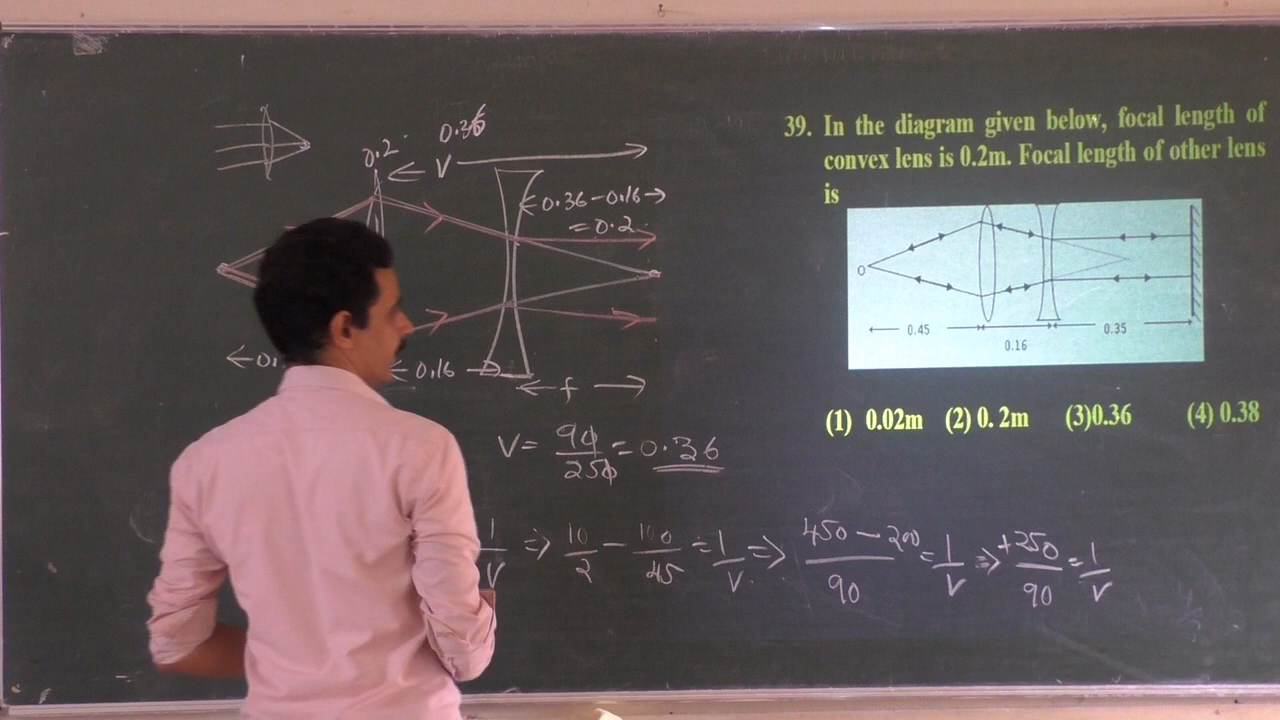 0.36
0.2
← V →
← 0.36 - 0.16 →
= 0.2
← 0.16 →
← f →
V = 90/250 = 0.36
1/V ⇒ 10/2 - 100/45 = 1/V ⇒ 450 - 200/90 = 1/V ⇒ +250/90 = 1/V
39. In the diagram given below, focal length of
convex lens is 0.2m. Focal length of other lens
is
O
0.45
0.16
0.35
(1) 0.02m (2) 0. 2m (3)0.36 (4) 0.38